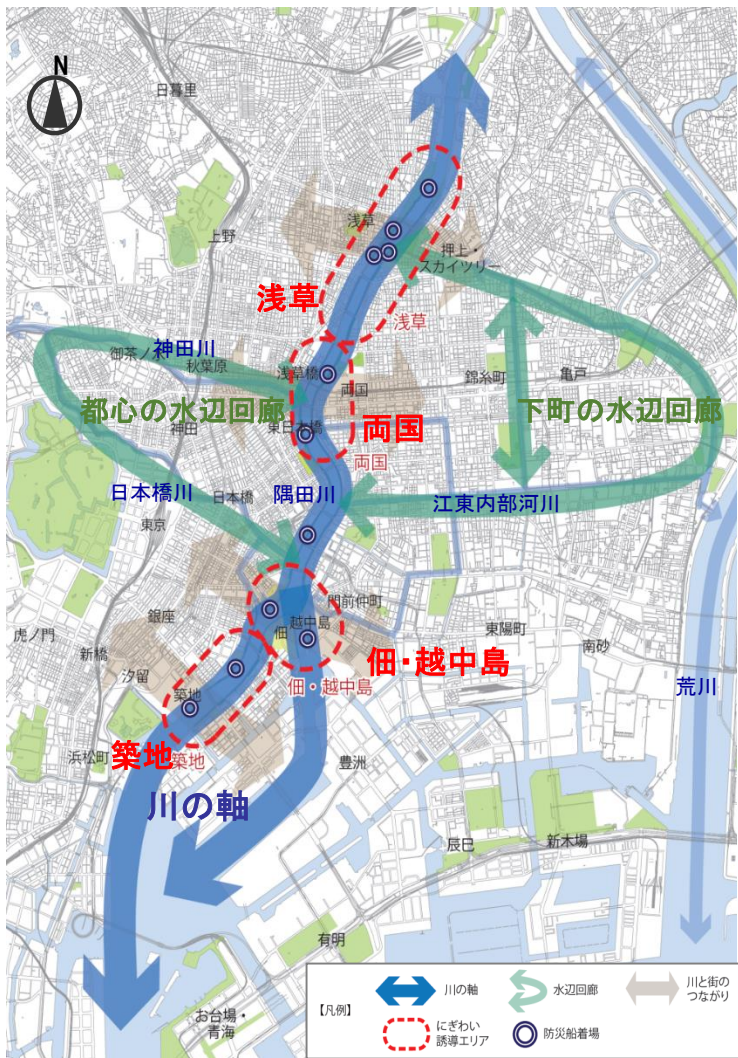 N
日暮里
上野
浅草
押上・
スカイツリー
浅草
浅草
神田川
御茶ノ水
秋葉原
浅草橋
両国
錦糸町
亀戸
都心の水辺回廊
神田
東日本橋
両国
両国
下町の水辺回廊
日本橋川
日本橋
隅田川
江東内部河川
東京
銀座
門前仲町
越中島
佃
虎ノ門
新橋
汐留
東陽町
南砂
佃・越中島
佃・越中島
荒川
築地
浜松町
築地
築地
豊洲
川の軸
辰巳
新木場
有明
お台場・
青海
【凡例】
川の軸
水辺回廊
川と街の
つながり
にぎわい
誘導エリア
防災船着場